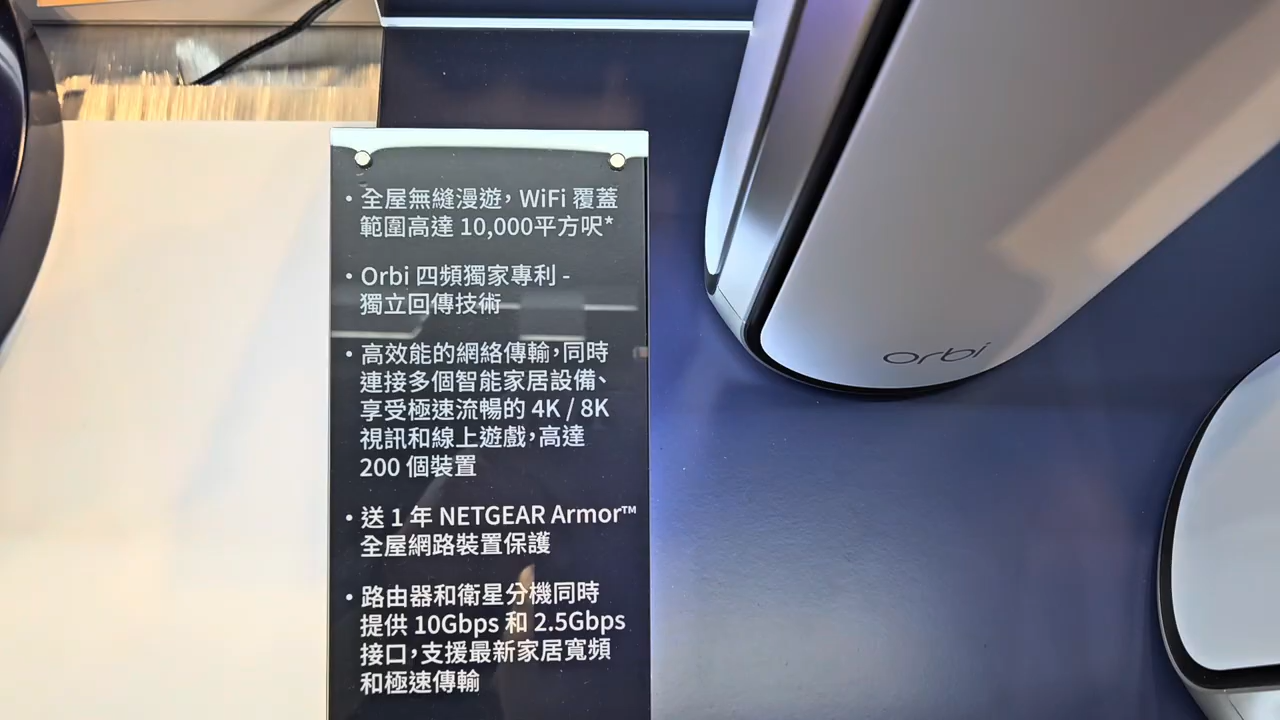 • 全屋無縫漫遊，WiFi 覆蓋
範圍高達 10,000平方呎*
• Orbi 四頻獨家專利 -
獨立回傳技術
• 高效能的網絡傳輸，同時
連接多個智能家居設備、
享受極速流暢的 4K / 8K
視訊和線上遊戲，高達
200 個裝置
• 送 1 年 NETGEAR Armor™
全屋網路裝置保護
• 路由器和衛星分機同時
提供 10Gbps 和 2.5Gbps
接口，支援最新家居寬頻
和極速傳輸
orbi